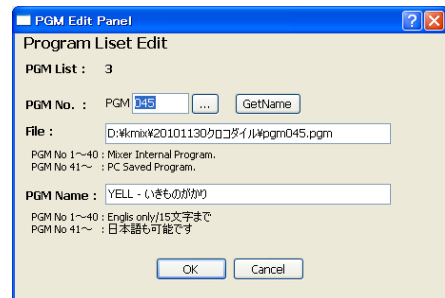 PGM Edit Panel
Program Liset Edit
PGM List : 3
PGM No. : PGM 045 ... GetName
File : D:¥kmix¥20101130クロコダイル¥pgm045.pgm
PGM No 1～40 : Mixer Internal Program.
PGM No 41～ : PC Saved Program.
PGM Name : YELL - いきものがかり
PGM No 1～40 : Englis only/15文字まで
PGM No 41～ : 日本語も可能です
OK Cancel